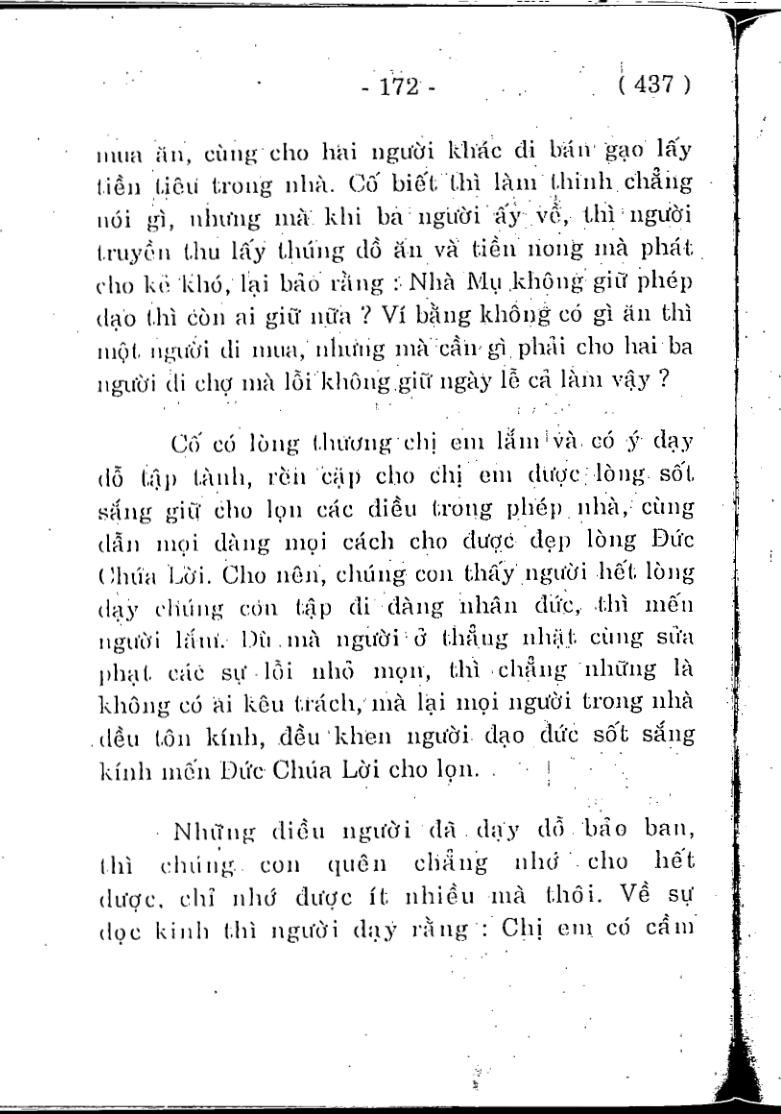 - 172 -
( 437 )
mua ăn, cùng cho hai người khác đi bán gạo lấy
tiền tiêu trong nhà. Cố biết thì làm thinh chẳng
nói gì, nhưng mà khi ba người ấy về, thì người
truyền thu lấy thúng đồ ăn và tiền nong mà phát
cho kẻ khó, lại bảo rằng : Nhà Mụ không giữ phép
đạo thì còn ai giữ nữa ? Ví bằng không có gì ăn thì
một người đi mua, nhưng mà cần gì phải cho hai ba
người đi chợ mà lỗi không giữ ngày lễ cả làm vậy ?
Cố có lòng thương chị em lắm và có ý dạy
dỗ tập tành, rèn cặp cho chị em được lòng sốt
sắng giữ cho lọn các điều trong phép nhà, cùng
dẫn mọi đàng mọi cách cho được đẹp lòng Đức
Chúa Lời. Cho nên, chúng con thấy người hết lòng
dạy chúng con tập đi đàng nhân đức, thì mến
người lắm. Dù mà người ở thẳng nhặt cùng sửa
phạt các sự lỗi nhỏ mọn, thì chẳng những là
không có ai kêu trách, mà lại mọi người trong nhà
đều tôn kính, đều khen người đạo đức sốt sắng
kính mến Đức Chúa Lời cho lọn.
Những điều người đã dạy dỗ bảo ban,
thì chúng con quên chẳng nhớ cho hết
được, chỉ nhớ được ít nhiều mà thôi. Về sự
đọc kinh thì người dạy rằng : Chị em có cầm